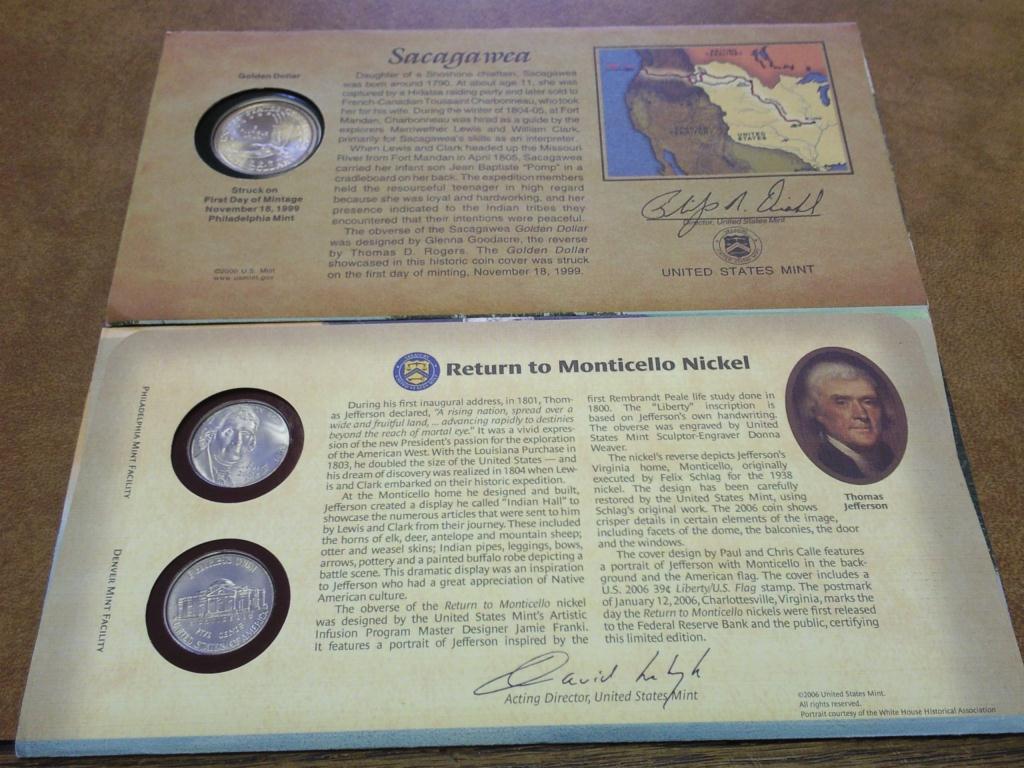 Sacagawea
Golden Dollar
Struck on
First Day of Mintage
November 18, 1999
Philadelphia Mint
©2000 U.S. Mint
www.usmint.gov
Daughter of a Shoshone chieftain, Sacagawea
was born around 1790. At about age 11, she was
captured by a Hidatsa raiding party and later sold to
French-Canadian Toussaint Charbonneau, who took
her for his wife. During the winter of 1804-05, at Fort
Mandan, Charbonneau was hired as a guide by the
explorers Merriwether Lewis and William Clark,
primarily for Sacagawea's skills as an interpreter.
When Lewis and Clark headed up the Missouri
River from Fort Mandan in April 1805, Sacagawea
carried her infant son Jean Baptiste "Pomp" in a
cradleboard on her back. The expedition members
held the resourceful teenager in high regard
because she was loyal and hardworking, and her
presence indicated to the Indian tribes they
encountered that their intentions were peaceful.
The obverse of the Sacagawea Golden Dollar
was designed by Glenna Goodacre, the reverse
by Thomas D. Rogers. The Golden Dollar
showcased in this historic coin cover was struck
on the first day of minting, November 18, 1999.
UNITED
STATES
Director, United States Mint
UNITED STATES MINT
Return to Monticello Nickel
PHILADELPHIA MINT FACILITY
DENVER MINT FACILITY
E PLURIBUS UNUM
MONTICELLO
FIVE CENTS
UNITED STATES OF AMERICA
During his first inaugural address, in 1801, Thom-
as Jefferson declared, "A rising nation, spread over a
wide and fruitful land, ... advancing rapidly to destinies
beyond the reach of mortal eye." It was a vivid expres-
sion of the new President's passion for the exploration
of the American West. With the Louisiana Purchase in
1803, he doubled the size of the United States — and
his dream of discovery was realized in 1804 when Lew-
is and Clark embarked on their historic expedition.
At the Monticello home he designed and built,
Jefferson created a display he called "Indian Hall" to
showcase the numerous articles that were sent to him
by Lewis and Clark from their journey. These included
the horns of elk, deer, antelope and mountain sheep;
otter and weasel skins; Indian pipes, leggings, bows,
arrows, pottery and a painted buffalo robe depicting a
battle scene. This dramatic display was an inspiration
to Jefferson who had a great appreciation of Native
American culture.
The obverse of the Return to Monticello nickel
was designed by the United States Mint's Artistic
Infusion Program Master Designer Jamie Franki.
It features a portrait of Jefferson inspired by the
first Rembrandt Peale life study done in
1800. The "Liberty" inscription is
based on Jefferson's own handwriting.
The obverse was engraved by United
States Mint Sculptor-Engraver Donna
Weaver.
The nickel's reverse depicts Jefferson's
Virginia home, Monticello, originally
executed by Felix Schlag for the 1938
nickel. The design has been carefully
restored by the United States Mint, using
Schlag's original work. The 2006 coin shows
crisper details in certain elements of the image,
including facets of the dome, the balconies, the door
and the windows.
The cover design by Paul and Chris Calle features
a portrait of Jefferson with Monticello in the back-
ground and the American flag. The cover includes a
U.S. 2006 39¢ Liberty/U.S. Flag stamp. The postmark
of January 12, 2006, Charlottesville, Virginia, marks the
day the Return to Monticello nickels were first released
to the Federal Reserve Bank and the public, certifying
this limited edition.
Thomas
Jefferson
Acting Director, United States Mint
©2006 United States Mint.
All rights reserved.
Portrait courtesy of the White House Historical Association